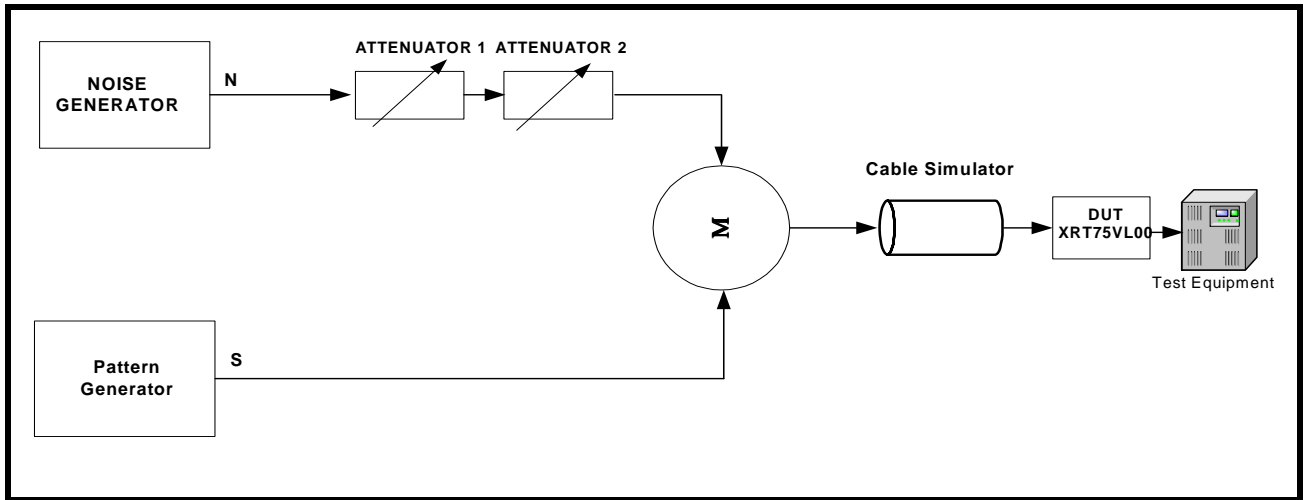 ATTENUATOR 1 ATTENUATOR 2
NOISE
GENERATOR
N
Cable Simulator
M
DUT
XRT75VL00
Test Equipment
Pattern
Generator
S